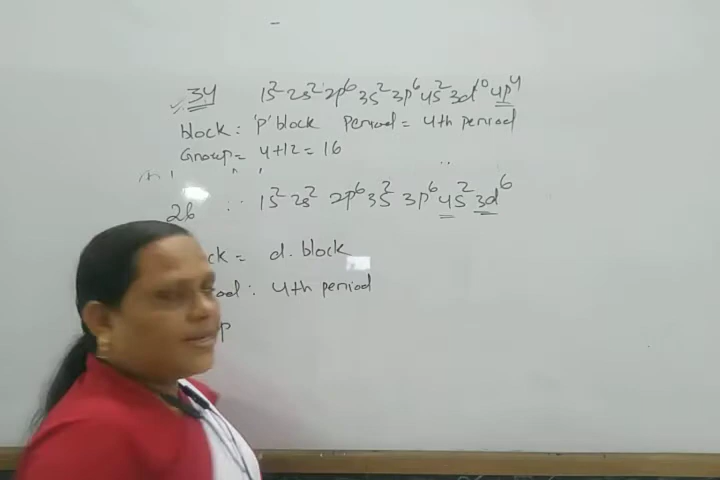 34 1s² 2s² 2p⁶ 3s² 3p⁶ 4s² 3d¹⁰ 4p⁴
block: 'p' block Period = 4th period
Group = 4+12 = 16
26 : 1s² 2s² 2p⁶ 3s² 3p⁶ 4s² 3d⁶
ck = d. block
od : 4th period
p